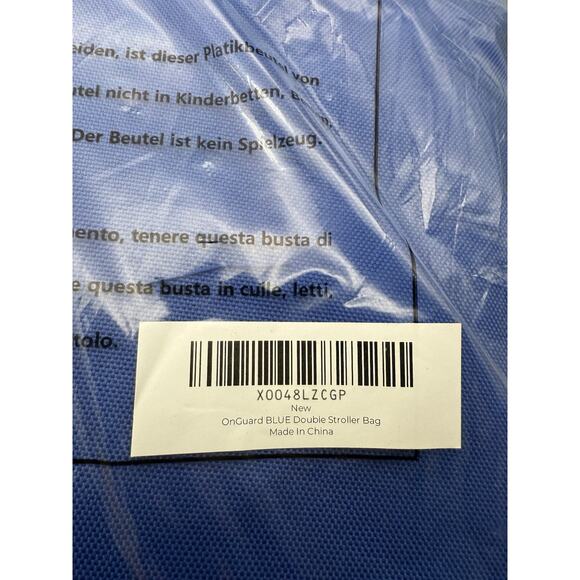 eiden, ist dieser Platikbeutel von
utel nicht in Kinderbetten,
Der Beutel ist kein Spielzeug.
ento, tenere questa busta di
e questa busta in culle, letti,
tolo.
X0048LZCGP
New
OnGuard BLUE Double Stroller Bag
Made In China